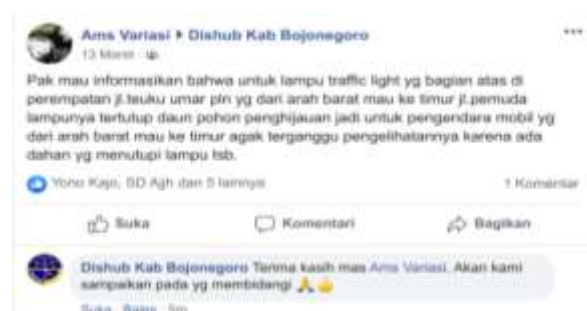 Ams Variasi ▸ Dishub Kab Bojonegoro
13 Maret
Pak mau informasikan bahwa untuk lampu traffic light yg bagian atas di
perempatan jl.teuku umar pln yg dari arah barat mau ke timur jl.pemuda
lampunya tertutup daun pohon penghijauan jadi untuk pengendara mobil yg
dari arah barat mau ke timur agak terganggu pengelihatannya karena ada
dahan yg menutupi lampu tsb.
Yono Kajo, SD Ajh dan 5 lainnya
1 Komentar
Suka
Komentari
Bagikan
Dishub Kab Bojonegoro Terima kasih mas Ams Variasi. Akan kami
sampaikan pada yg membidangi 🙏👍
Suka Balas 5m